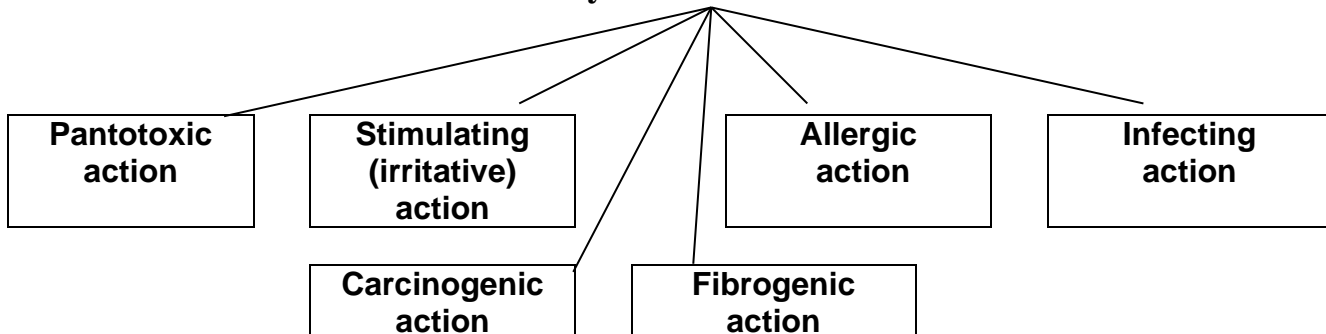 Pantotoxic
action
Stimulating
(irritative)
action
Allergic
action
Infecting
action
Carcinogenic
action
Fibrogenic
action